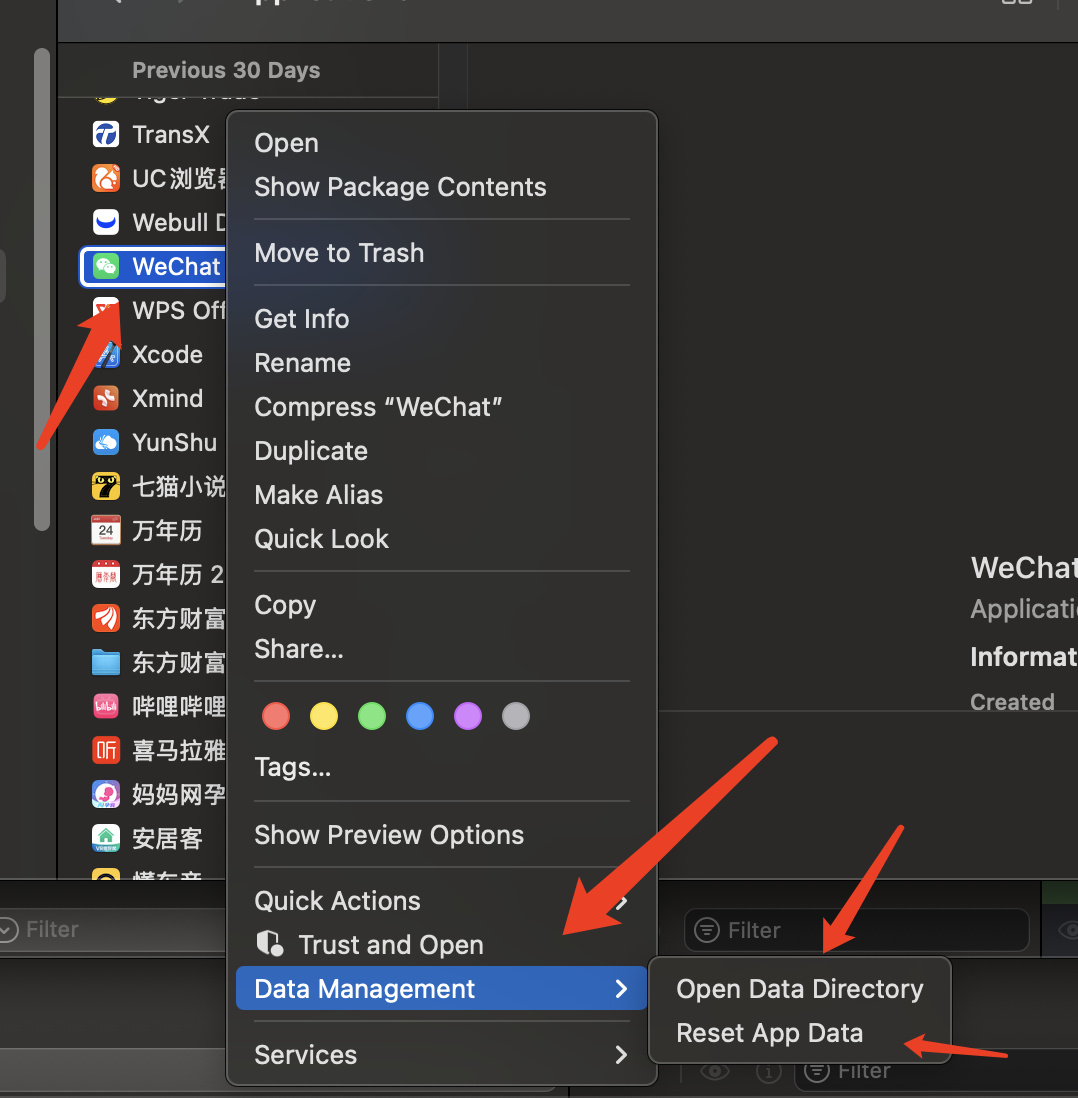 Previous 30 Days
TransX
UC浏览器
Webull D
WeChat
WPS Off
Xcode
Xmind
YunShu
七猫小说
24
万年历
万年历 2
东方财富
东方财富
哔哩哔哩
喜马拉雅
妈妈网孕
安居客
Open
Show Package Contents
Move to Trash
Get Info
Rename
Compress “WeChat”
Duplicate
Make Alias
Quick Look
Copy
Share...
Tags...
Show Preview Options
Quick Actions
Trust and Open
Data Management
Services
Open Data Directory
Reset App Data
WeChat
Applicati
Informat
Created
Filter
Filter
Filter